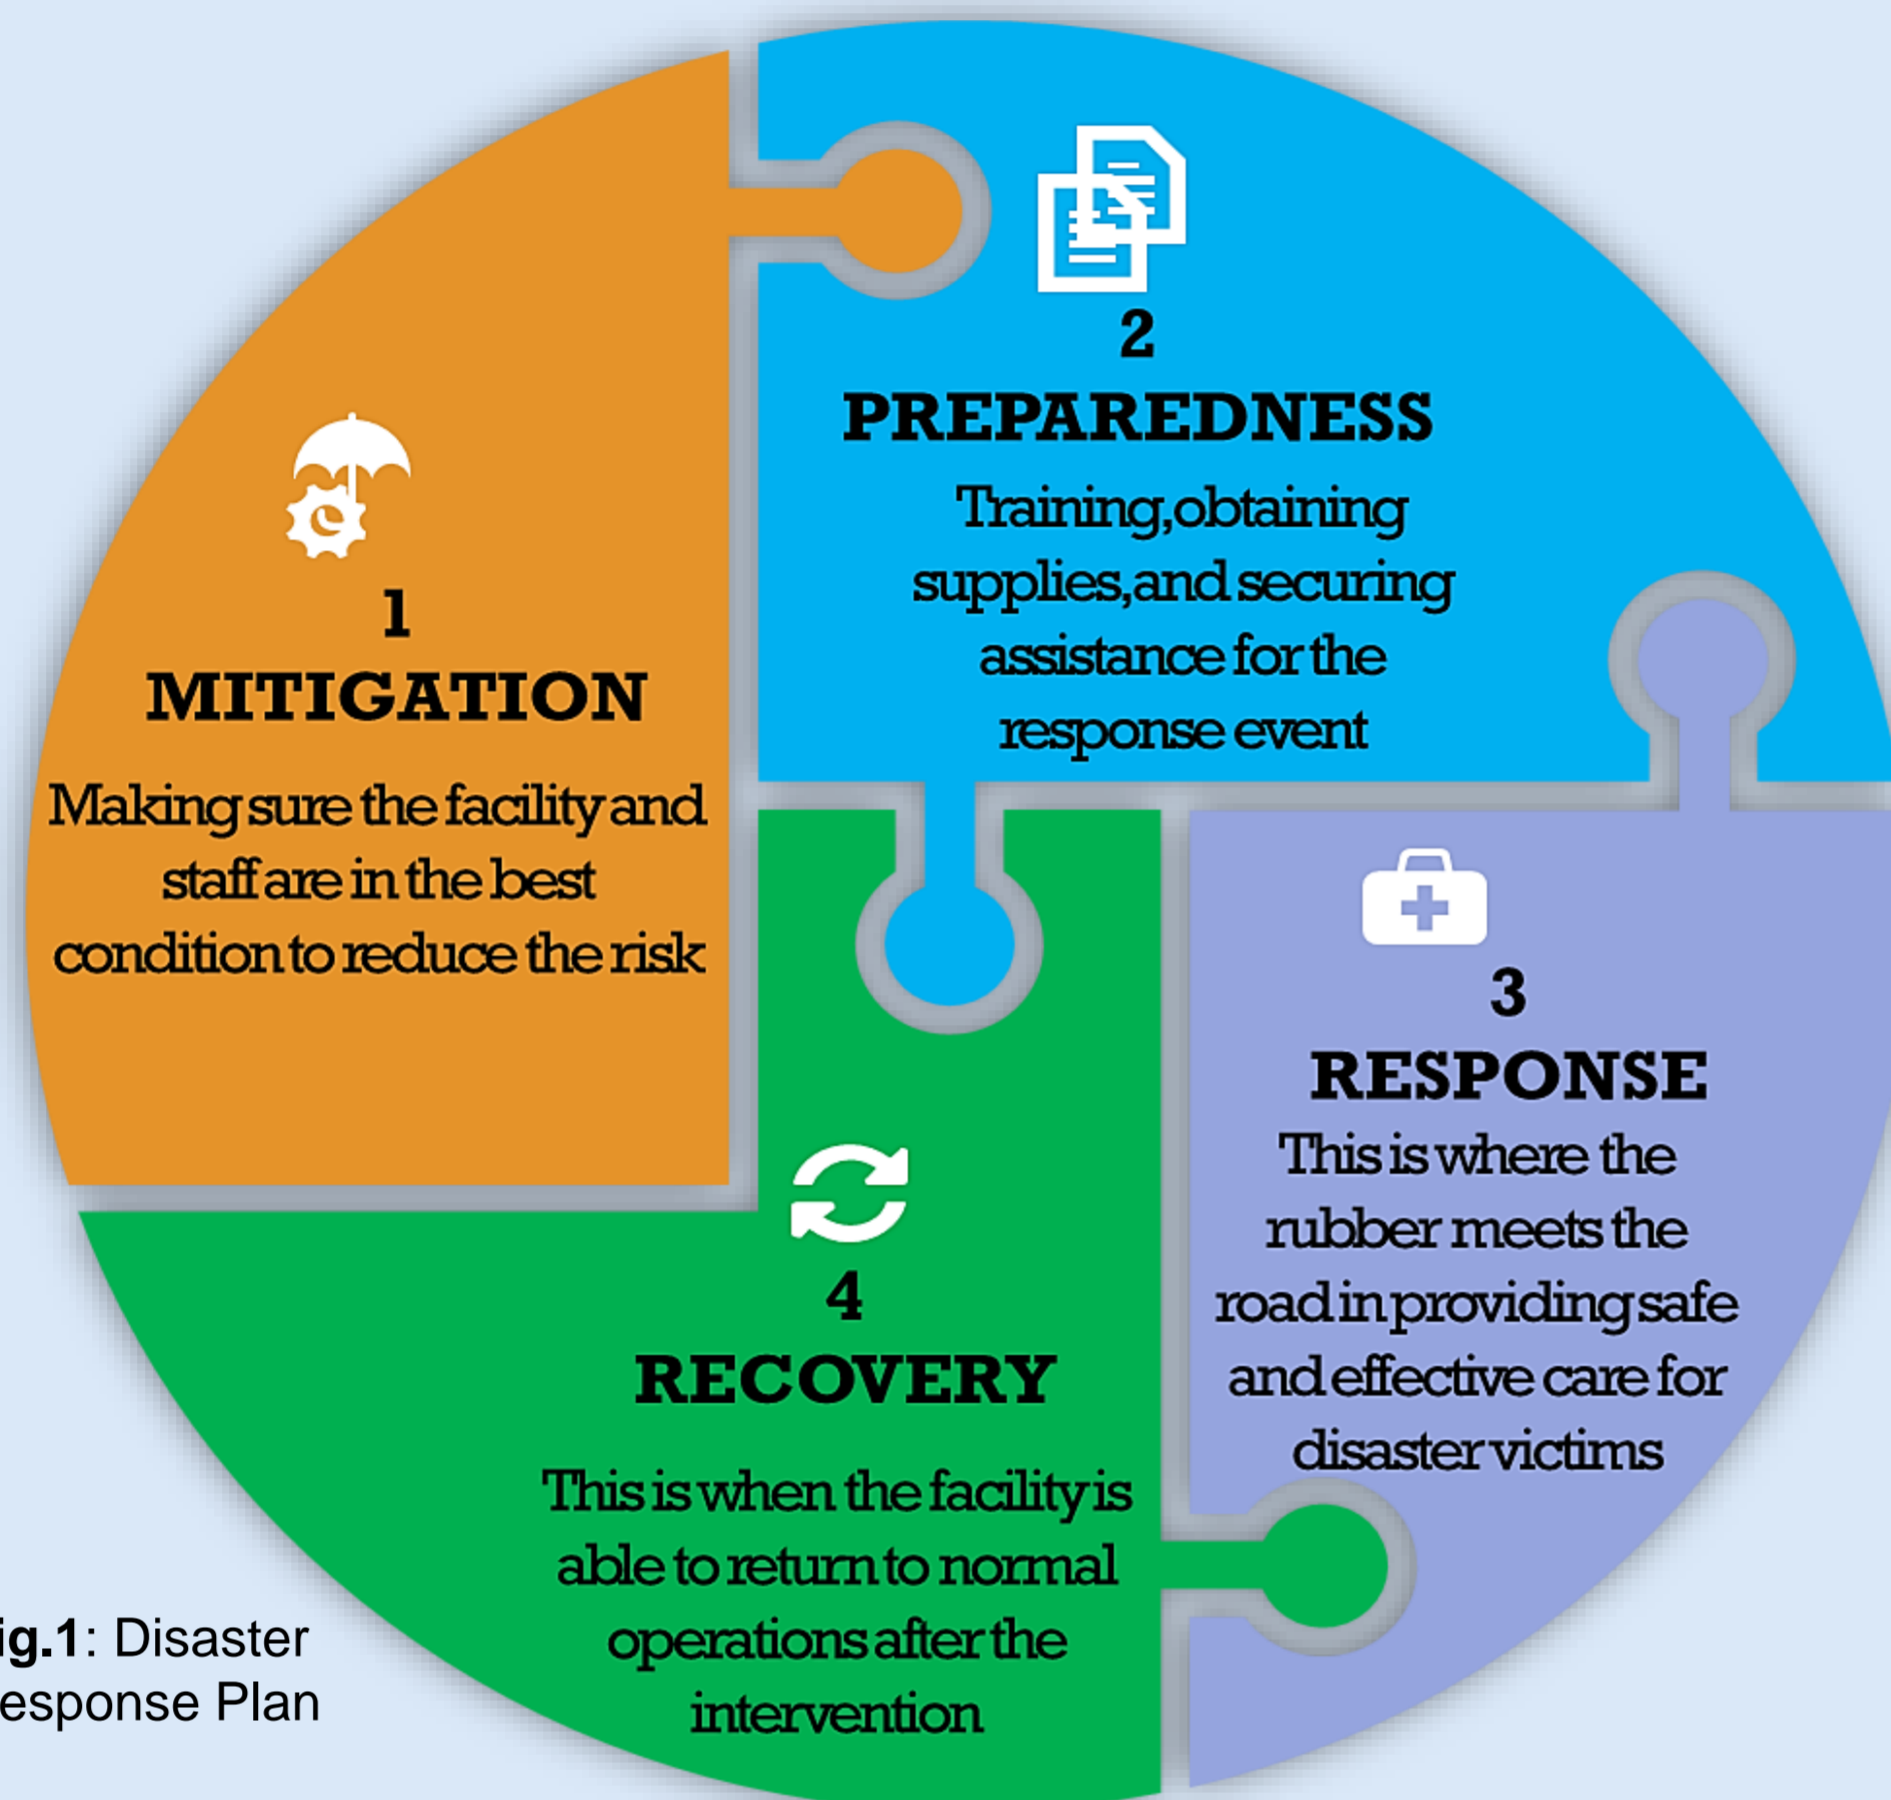 1
MITIGATION
Making sure the facility and
staff are in the best
condition to reduce the risk
2
PREPAREDNESS
Training, obtaining
supplies, and securing
assistance for the
response event
3
RESPONSE
This is where the
rubber meets the
road in providing safe
and effective care for
disaster victims
4
RECOVERY
This is when the facility is
able to return to normal
operations after the
intervention
ig.1: Disaster
esponse Plan